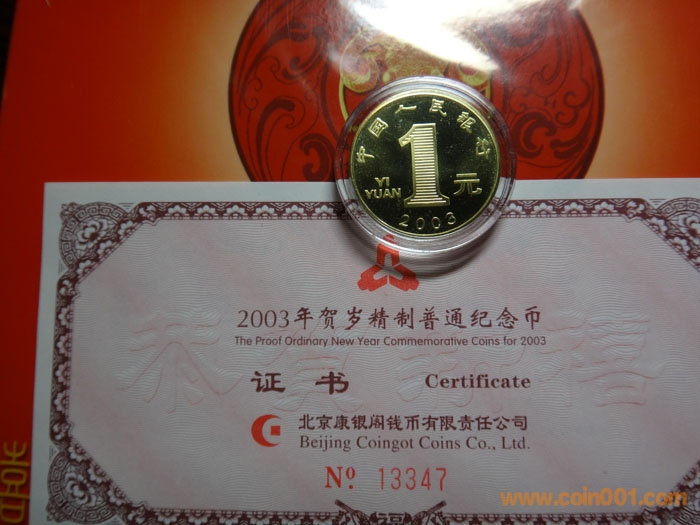 中国人民银行
1
YI
YUAN
元
2003
2003年贺岁精制普通纪念币
The Proof Ordinary New Year Commemorative Coins for 2003
证书 Certificate
北京康银阁钱币有限责任公司
Beijing Coingot Coins Co., Ltd.
№ 13347
www.coin001.com